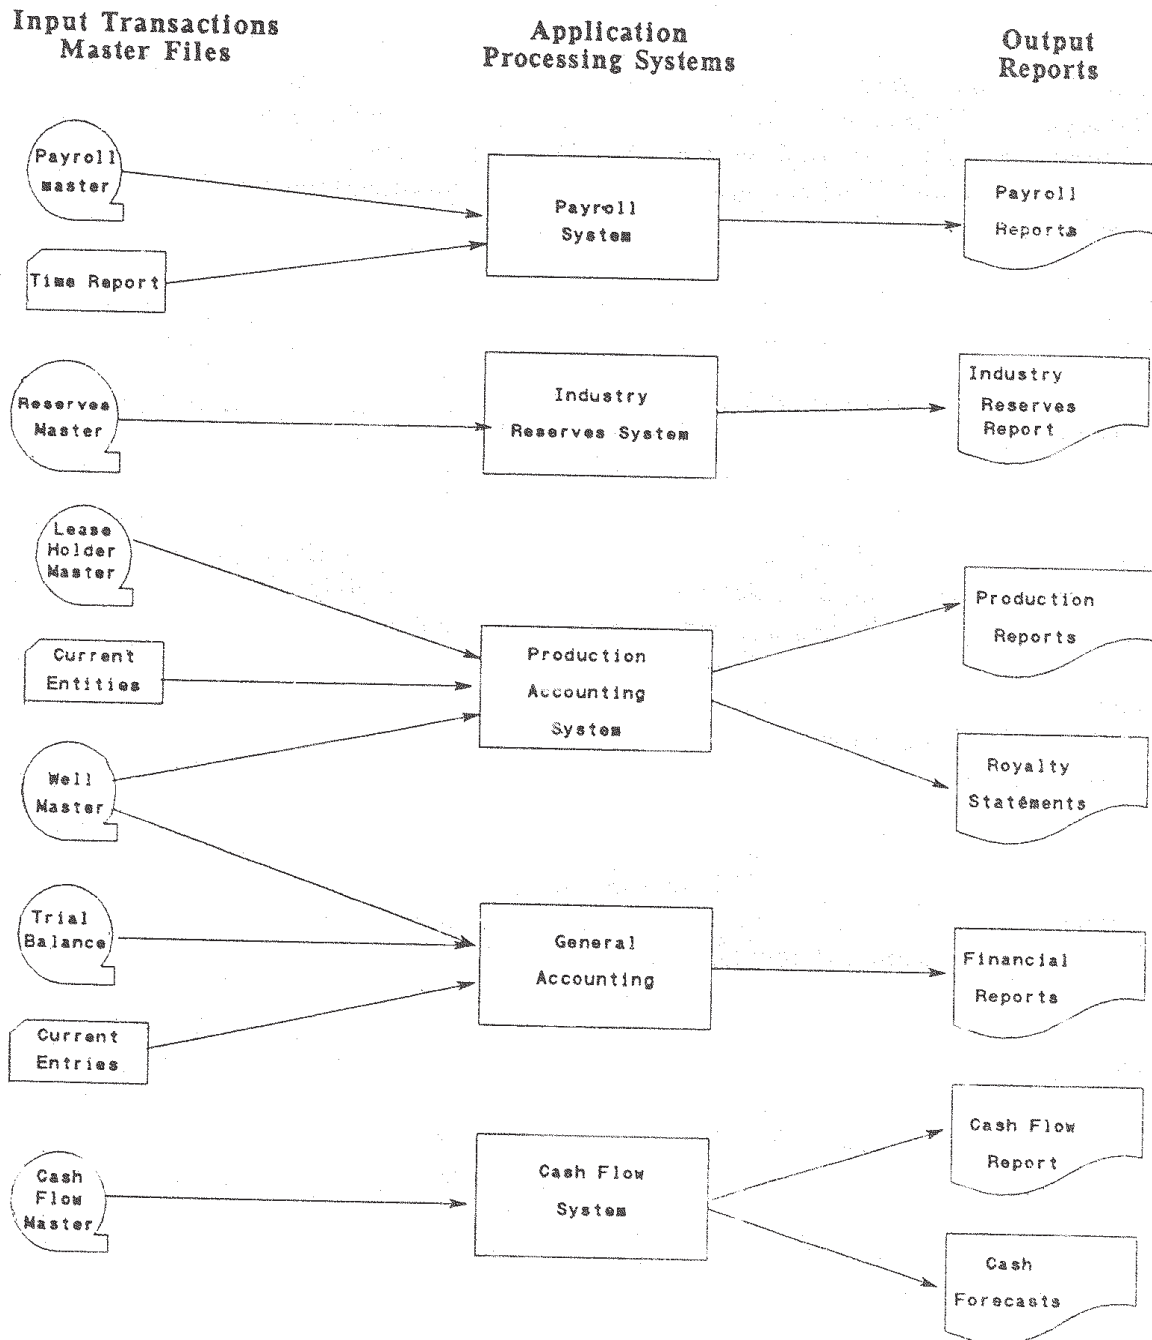 Input Transactions
Master Files
Application
Processing Systems
Output
Reports
Payroll
master
Time Report
Payroll
System
Payroll
Reports
Reserves
Master
Industry
Reserves System
Industry
Reserves
Report
Lease
Holder
Master
Current
Entities
Well
Master
Production
Accounting
System
Production
Reports
Royalty
Statéments
Trial
Balance
Current
Entries
General
Accounting
Financial
Reports
Cash
Flow
Master
Cash Flow
System
Cash Flow
Report
Cash
Forecasts